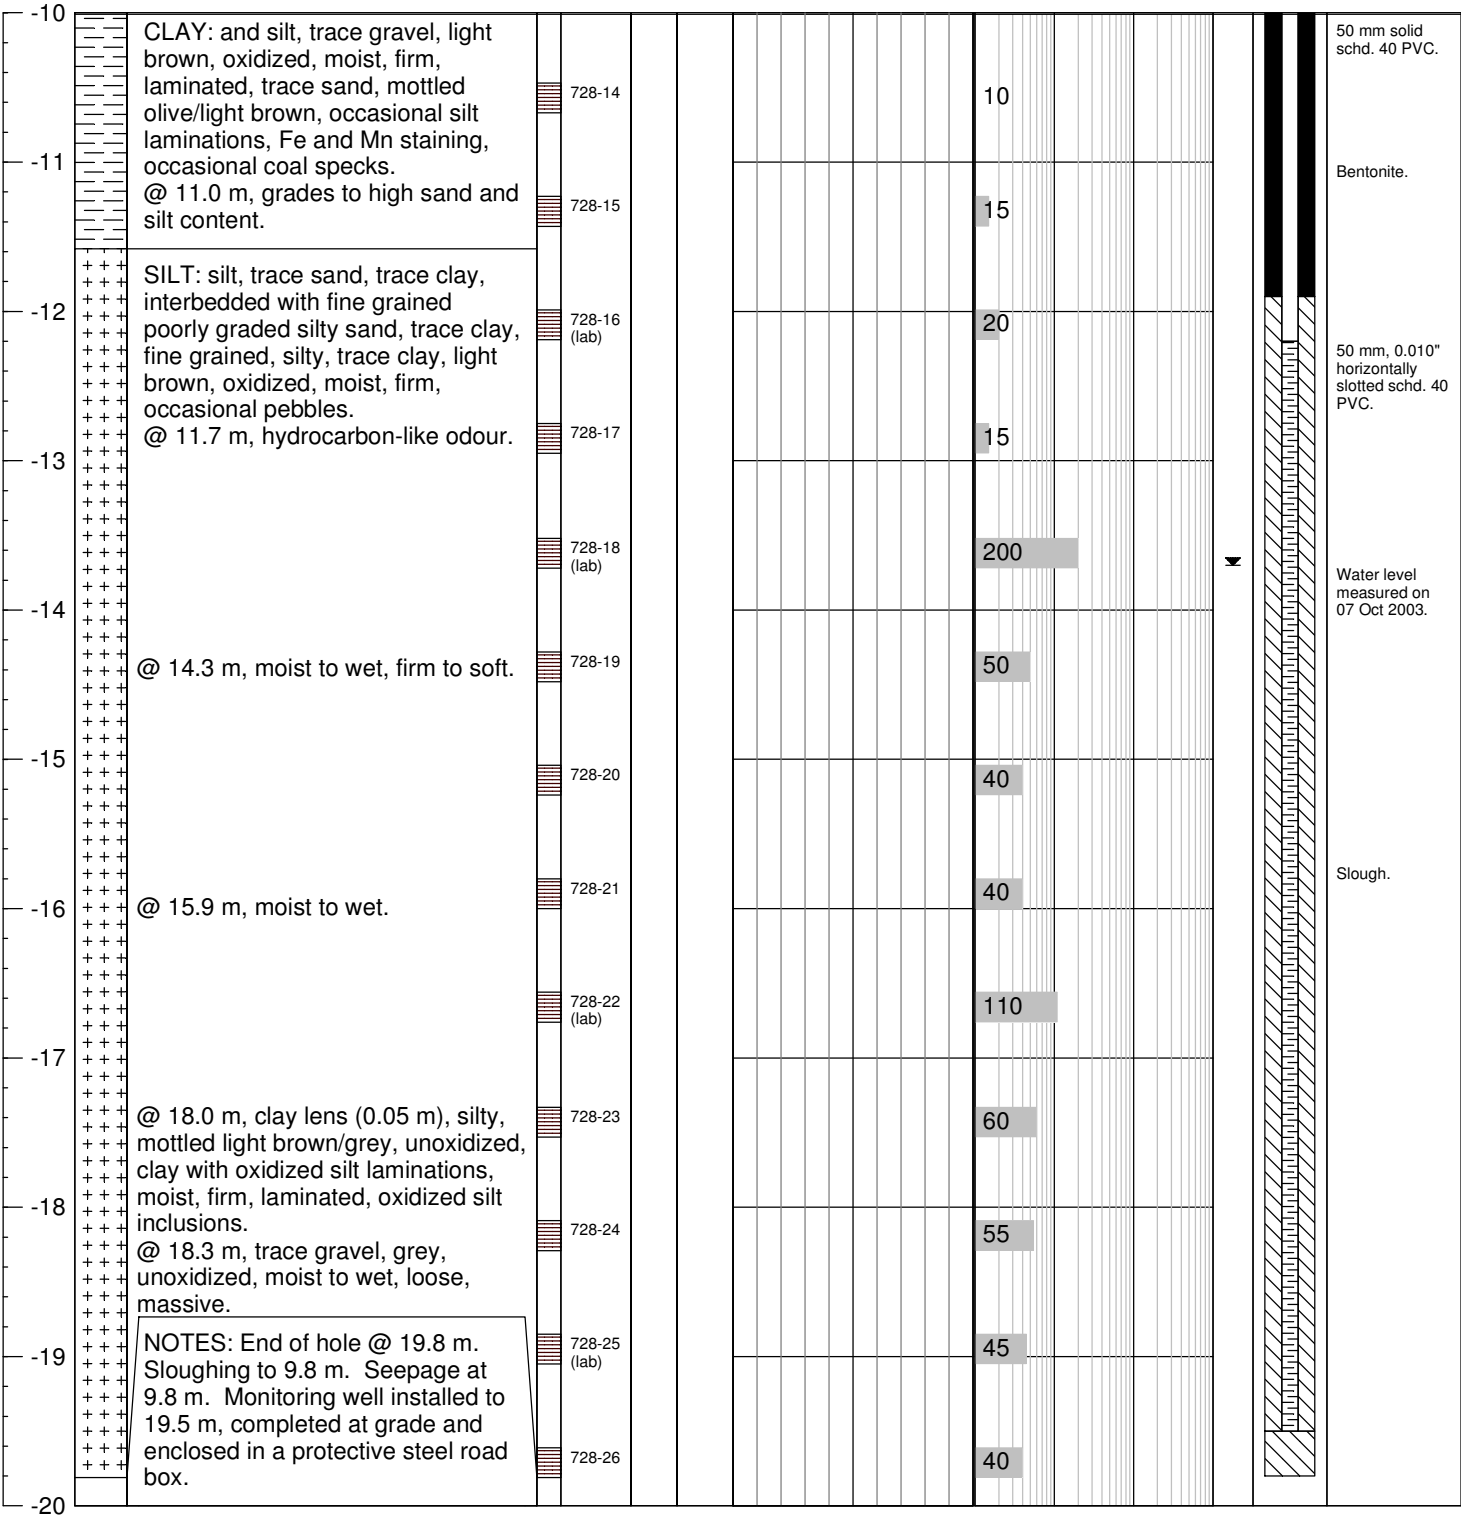 -10
CLAY: and silt, trace gravel, light
brown, oxidized, moist, firm,
laminated, trace sand, mottled
olive/light brown, occasional silt
laminations, Fe and Mn staining,
occasional coal specks.
@ 11.0 m, grades to high sand and
silt content.
728-14
10
50 mm solid
schd. 40 PVC.
-11
728-15
15
Bentonite.
SILT: silt, trace sand, trace clay,
interbedded with fine grained
poorly graded silty sand, trace clay,
fine grained, silty, trace clay, light
brown, oxidized, moist, firm,
occasional pebbles.
@ 11.7 m, hydrocarbon-like odour.
-12
728-16
(lab)
20
50 mm, 0.010"
horizontally
slotted schd. 40
PVC.
728-17
15
-13
728-18
(lab)
200
Water level
measured on
07 Oct 2003.
-14
@ 14.3 m, moist to wet, firm to soft.
728-19
50
-15
728-20
40
728-21
40
Slough.
-16
@ 15.9 m, moist to wet.
728-22
(lab)
110
-17
@ 18.0 m, clay lens (0.05 m), silty,
mottled light brown/grey, unoxidized,
clay with oxidized silt laminations,
moist, firm, laminated, oxidized silt
inclusions.
@ 18.3 m, trace gravel, grey,
unoxidized, moist to wet, loose,
massive.
728-23
60
-18
728-24
55
NOTES: End of hole @ 19.8 m.
Sloughing to 9.8 m. Seepage at
9.8 m. Monitoring well installed to
19.5 m, completed at grade and
enclosed in a protective steel road
box.
728-25
(lab)
45
-19
728-26
40
-20